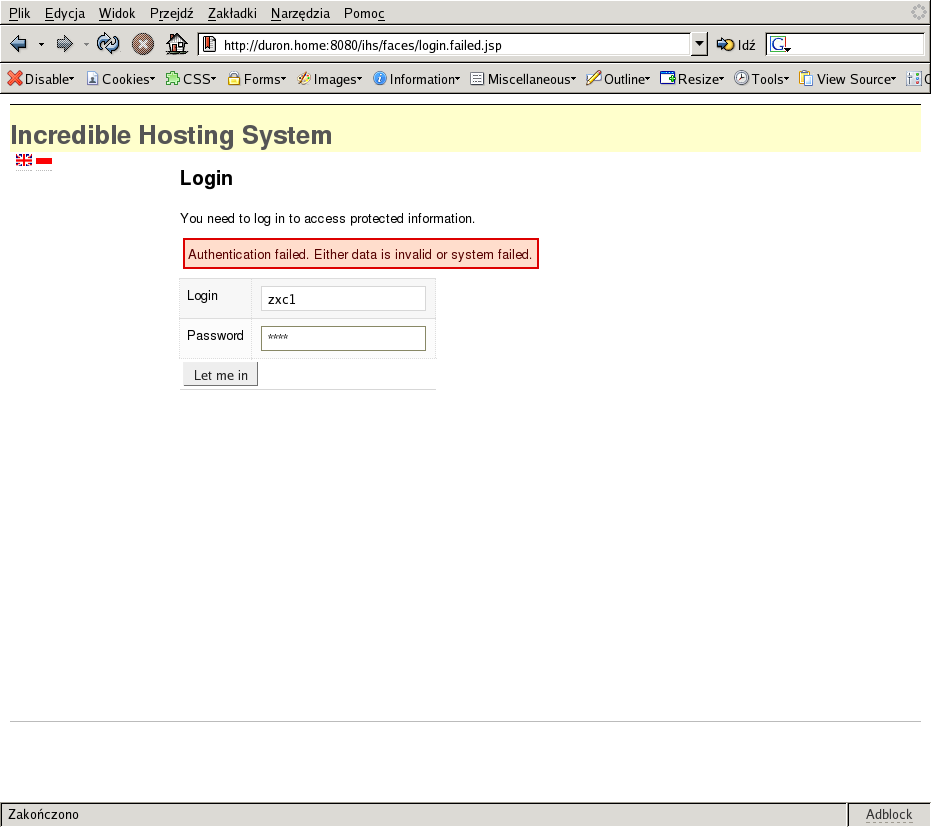 Plik Edycja Widok Przejdź Zakładki Narzędzia Pomoc
http://duron.home:8080/ihs/faces/login.failed.jsp Idź G
Disable Cookies CSS Forms Images Information Miscellaneous Outline Resize Tools View Source
Incredible Hosting System
Login
You need to log in to access protected information.
Authentication failed. Either data is invalid or system failed.
Login zxc1
Password ****
Let me in
Zakończono Adblock